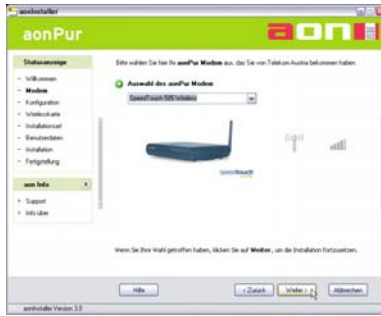 aonInstaller
aonPur
aon
Statusanzeige
Willkommen
Modem
Konfiguration
Wirelesskarte
Installationsart
Benutzerdaten
Installation
Fertigstellung
aon Info
Support
Info über
Bitte wählen Sie hier Ihr aonPur Modem aus, das Sie von Telekom Austria bekommen haben.
Auswahl des aonPur Modem
SpeedTouch 585 Wireless
speedtouch
Wenn Sie Ihre Wahl getroffen haben, klicken Sie auf Weiter, um die Installation fortzusetzen.
Hilfe
< Zurück
Weiter >
Abbrechen
aonInstaller Version 3.0